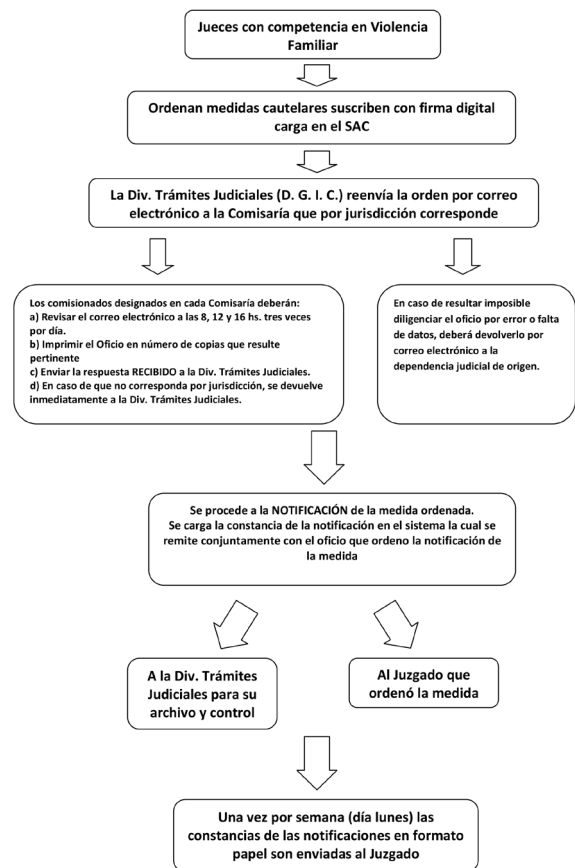 Jueces con competencia en Violencia
Familiar
Ordenan medidas cautelares suscriben con firma digital
carga en el SAC
La Div. Trámites Judiciales (D. G. I. C.) reenvía la orden por correo
electrónico a la Comisaría que por jurisdicción corresponde
Los comisionados designados en cada Comisaría deberán:
a) Revisar el correo electrónico a las 8, 12 y 16 hs. tres veces
por día.
b) Imprimir el Oficio en número de copias que resulte
pertinente
c) Enviar la respuesta RECIBIDO a la Div. Trámites Judiciales.
d) En caso de que no corresponda por jurisdicción, se devuelve
inmediatamente a la Div. Trámites Judiciales.
En caso de resultar imposible
diligenciar el oficio por error o falta
de datos, deberá devolverlo por
correo electrónico a la
dependencia judicial de origen.
Se procede a la NOTIFICACIÓN de la medida ordenada.
Se carga la constancia de la notificación en el sistema la cual se
remite conjuntamente con el oficio que ordeno la notificación de
la medida
A la Div. Trámites
Judiciales para su
archivo y control
Al Juzgado que
ordenó la medida
Una vez por semana (día lunes) las
constancias de las notificaciones en formato
papel son enviadas al Juzgado